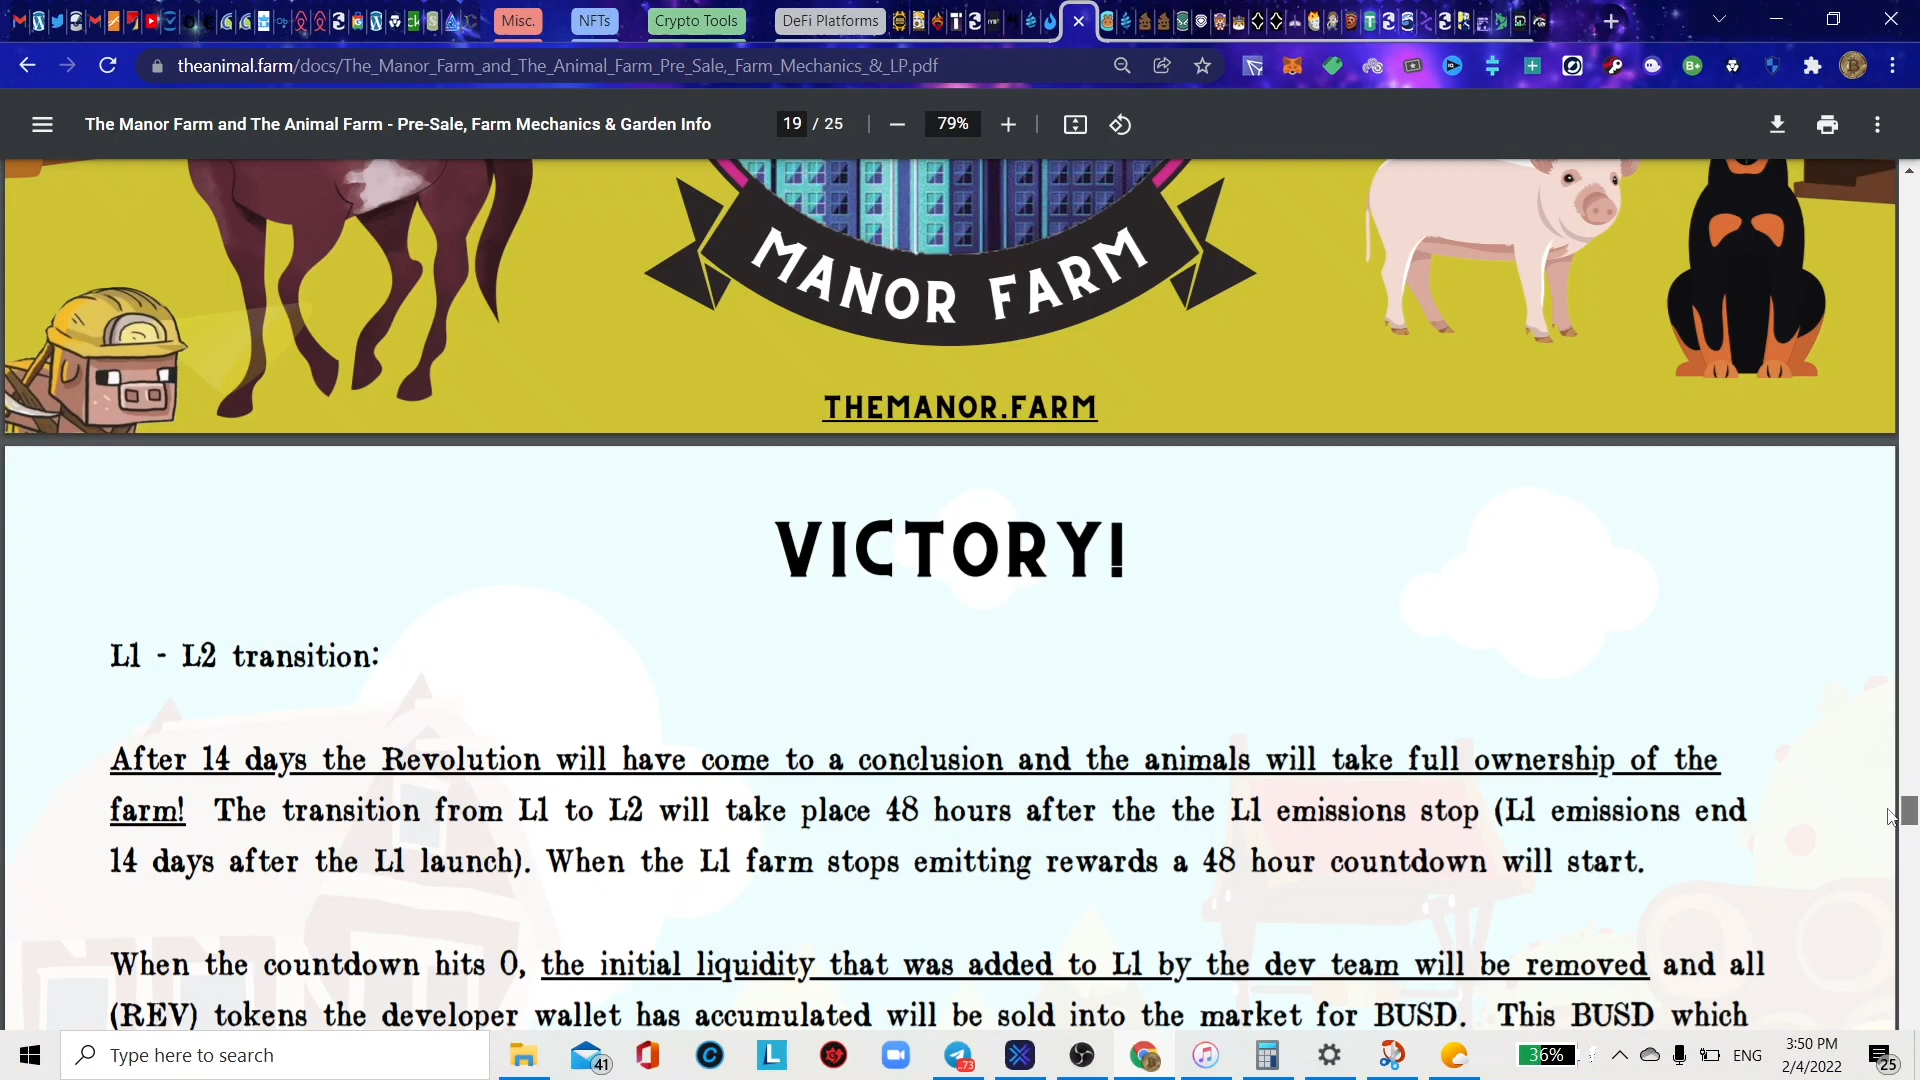 Misc.
NFTs
Crypto Tools
DeFi Platforms
theanimal.farm/docs/The_Manor_Farm_and_The_Animal_Farm_Pre_Sale,_Farm_Mechanics_&_LP.pdf
The Manor Farm and The Animal Farm - Pre-Sale, Farm Mechanics & Garden Info
19 / 25
79%
MANOR FARM
THEMANOR.FARM
VICTORY!
L1 - L2 transition:
After 14 days the Revolution will have come to a conclusion and the animals will take full ownership of the
farm! The transition from L1 to L2 will take place 48 hours after the the L1 emissions stop (L1 emissions end
14 days after the L1 launch). When the L1 farm stops emitting rewards a 48 hour countdown will start.
When the countdown hits 0, the initial liquidity that was added to L1 by the dev team will be removed and all
(REV) tokens the developer wallet has accumulated will be sold into the market for BUSD. This BUSD which
Type here to search
41
73
36%
ENG
3:50 PM
2/4/2022
25